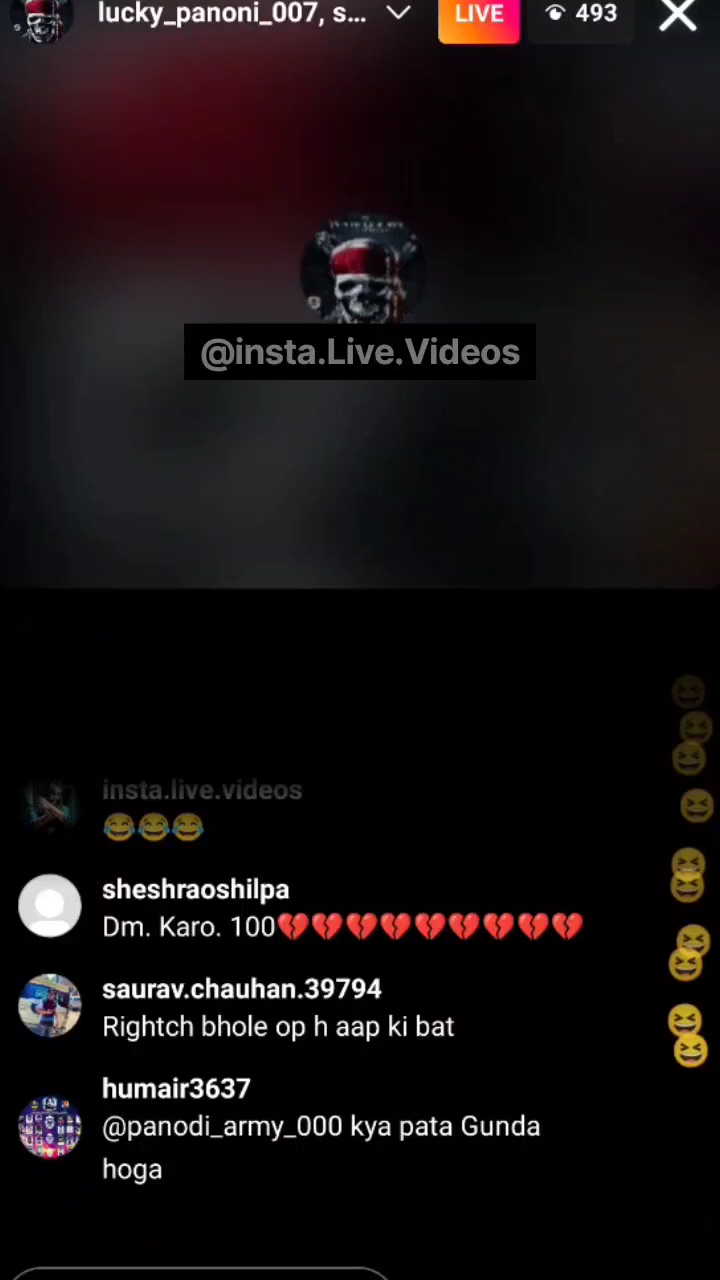 lucky_panoni_007, s...
LIVE
493
@insta.Live.Videos
insta.live.videos
😂😂😂
sheshraoshilpa
Dm. Karo. 100💔💔💔💔💔💔💔💔💔
saurav.chauhan.39794
Rightch bhole op h aap ki bat
humair3637
@panodi_army_000 kya pata Gunda
hoga